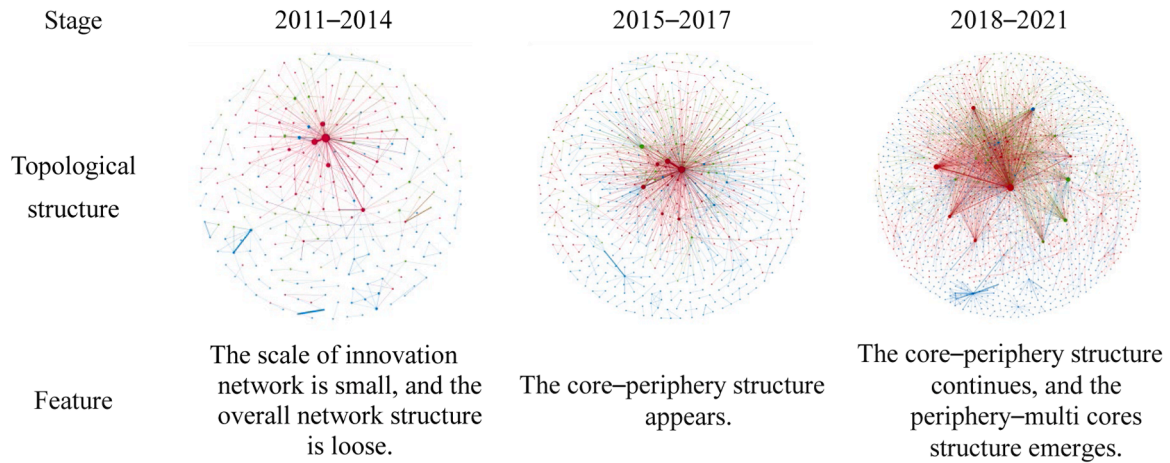 Stage 2011–2014 2015–2017 2018–2021
Topological
structure
Feature
The scale of innovation
network is small, and the
overall network structure
is loose.
The core–periphery structure
appears.
The core–periphery structure
continues, and the
periphery–multi cores
structure emerges.